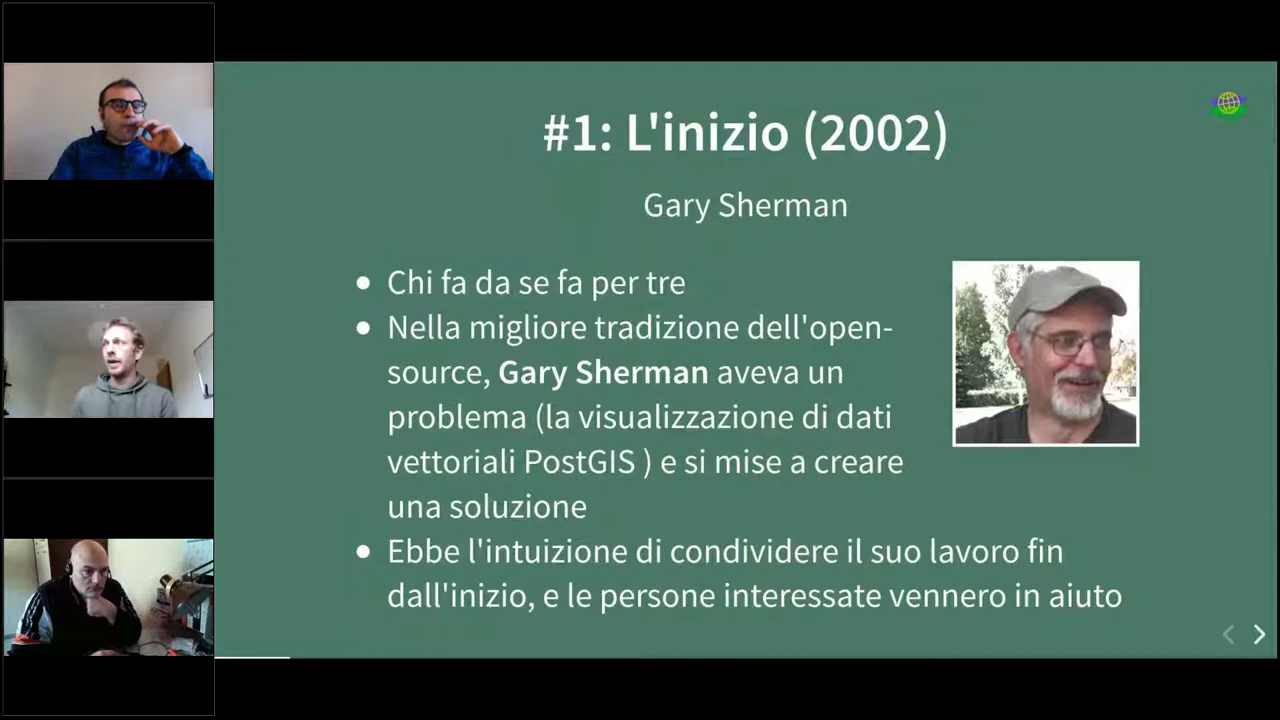 #1: L'inizio (2002)
Gary Sherman
Chi fa da se fa per tre
Nella migliore tradizione dell'open-
source, Gary Sherman aveva un
problema (la visualizzazione di dati
vettoriali PostGIS ) e si mise a creare
una soluzione
Ebbe l'intuizione di condividere il suo lavoro fin
dall'inizio, e le persone interessate vennero in aiuto